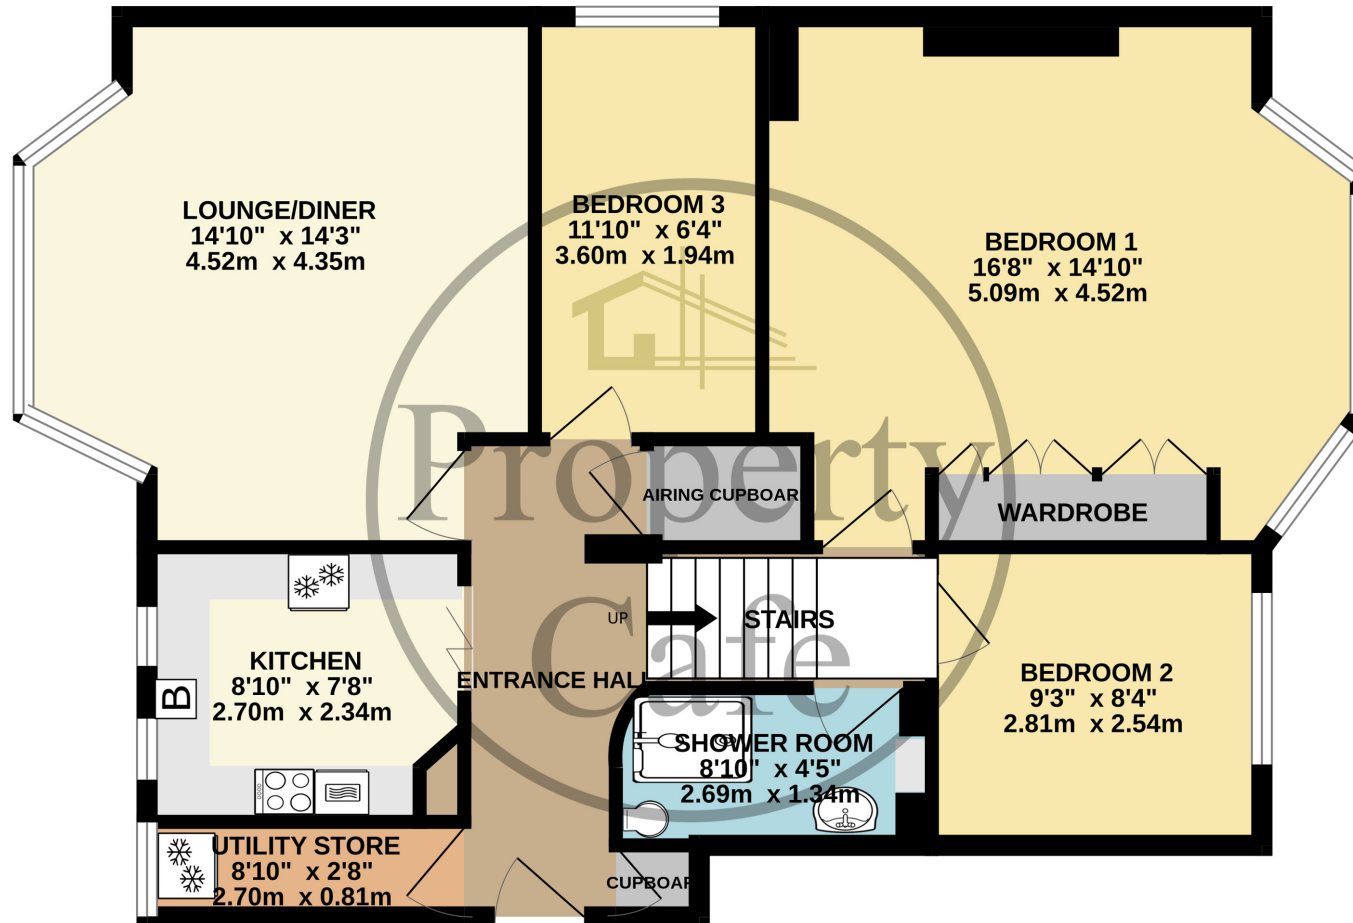 LOUNGE/DINER
14'10" x 14'3"
4.52m x 4.35m
BEDROOM 3
11'10" x 6'4"
3.60m x 1.94m
BEDROOM 1
16'8" x 14'10"
5.09m x 4.52m
Property
Cafe
AIRING CUPBOAR
WARDROBE
UP
STAIRS
KITCHEN
8'10" x 7'8"
2.70m x 2.34m
B
ENTRANCE HALL
BEDROOM 2
9'3" x 8'4"
2.81m x 2.54m
SHOWER ROOM
8'10" x 4'5"
2.69m x 1.34m
UTILITY STORE
8'10" x 2'8"
2.70m x 0.81m
CUPBOAR